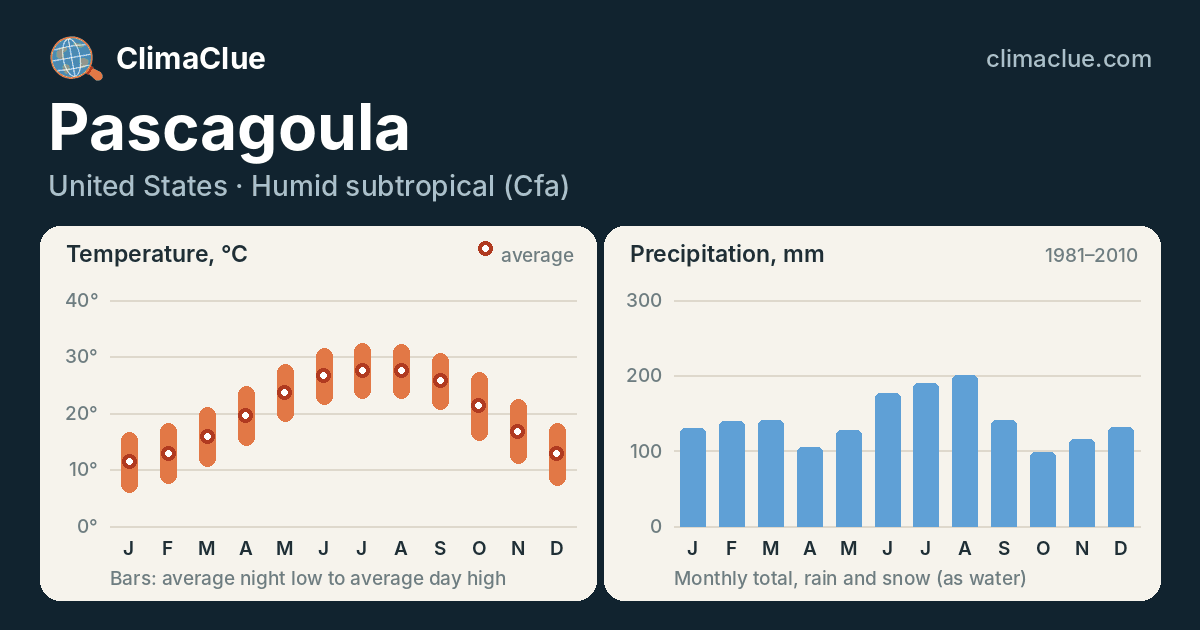 ClimaClue
climaclue.com
Pascagoula
United States · Humid subtropical (Cfa)
Temperature, °C
average
40°
30°
20°
10°
0°
J F M A M J J A S O N D
Bars: average night low to average day high
Precipitation, mm
1981–2010
300
200
100
0
J F M A M J J A S O N D
Monthly total, rain and snow (as water)